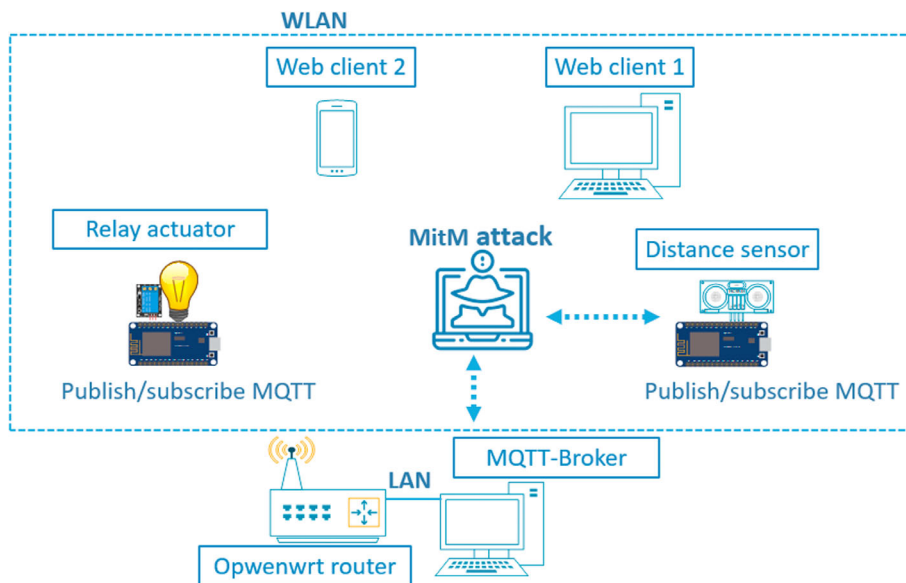 WLAN
Web client 2
Web client 1
Relay actuator
MitM attack
Distance sensor
Publish/subscribe MQTT
Publish/subscribe MQTT
MQTT-Broker
LAN
Opwenwrt router